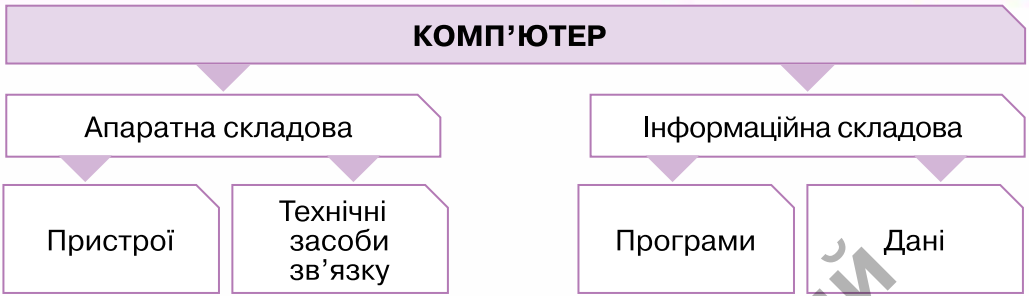 КОМП’ЮТЕР
Апаратна складова
Інформаційна складова
Пристрої
Технічні
засоби
зв’язку
Програми
Дані